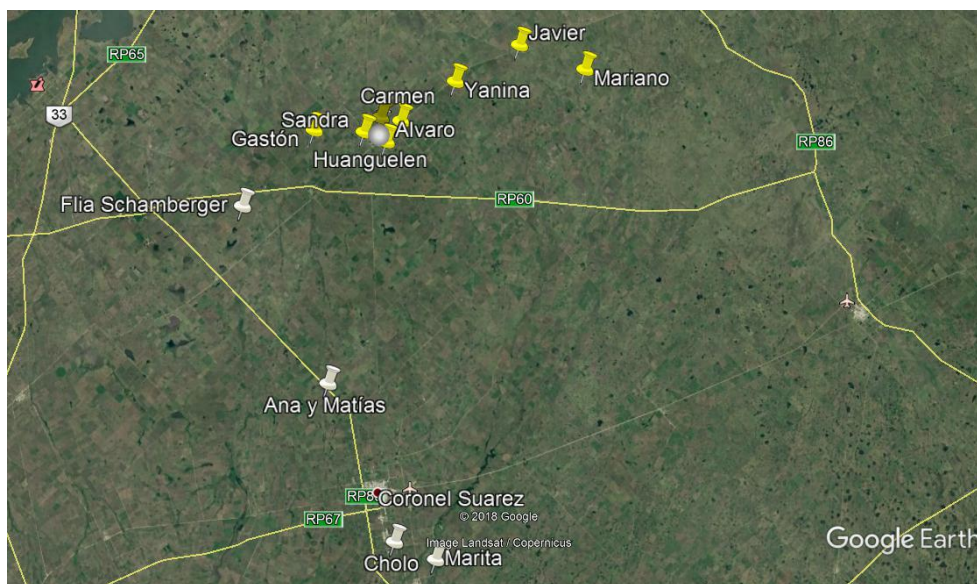 Javier
RP65
Mariano
Yanina
Carmen
33
Sandra
Alvaro
Gastón
RP86
Huanguelen
RP60
Flia Schamberger
Ana y Matías
Coronel Suarez
© 2018 Google
RP67
Image Landsat / Copernicus
Google Earth
Cholo
Marita